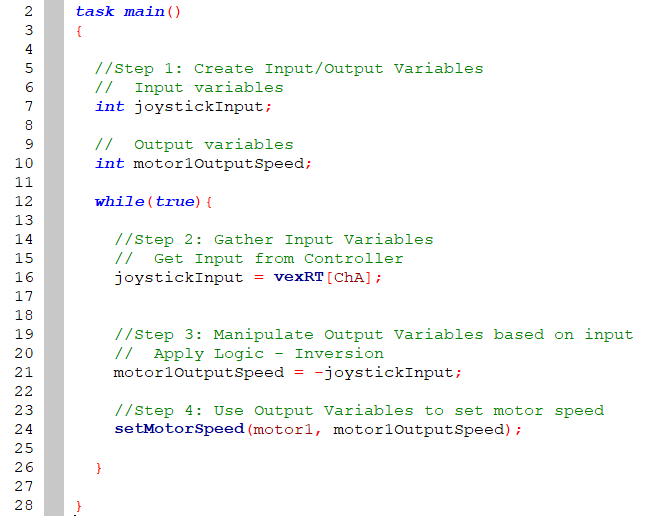 2 task main()
3 {
4
5 //Step 1: Create Input/Output Variables
6 // Input variables
7 int joystickInput;
8
9 // Output variables
10 int motor1OutputSpeed;
11
12 while(true){
13
14 //Step 2: Gather Input Variables
15 // Get Input from Controller
16 joystickInput = vexRT[ChA];
17
18
19 //Step 3: Manipulate Output Variables based on input
20 // Apply Logic - Inversion
21 motor1OutputSpeed = -joystickInput;
22
23 //Step 4: Use Output Variables to set motor speed
24 setMotorSpeed(motor1, motor1OutputSpeed);
25
26 }
27
28 }